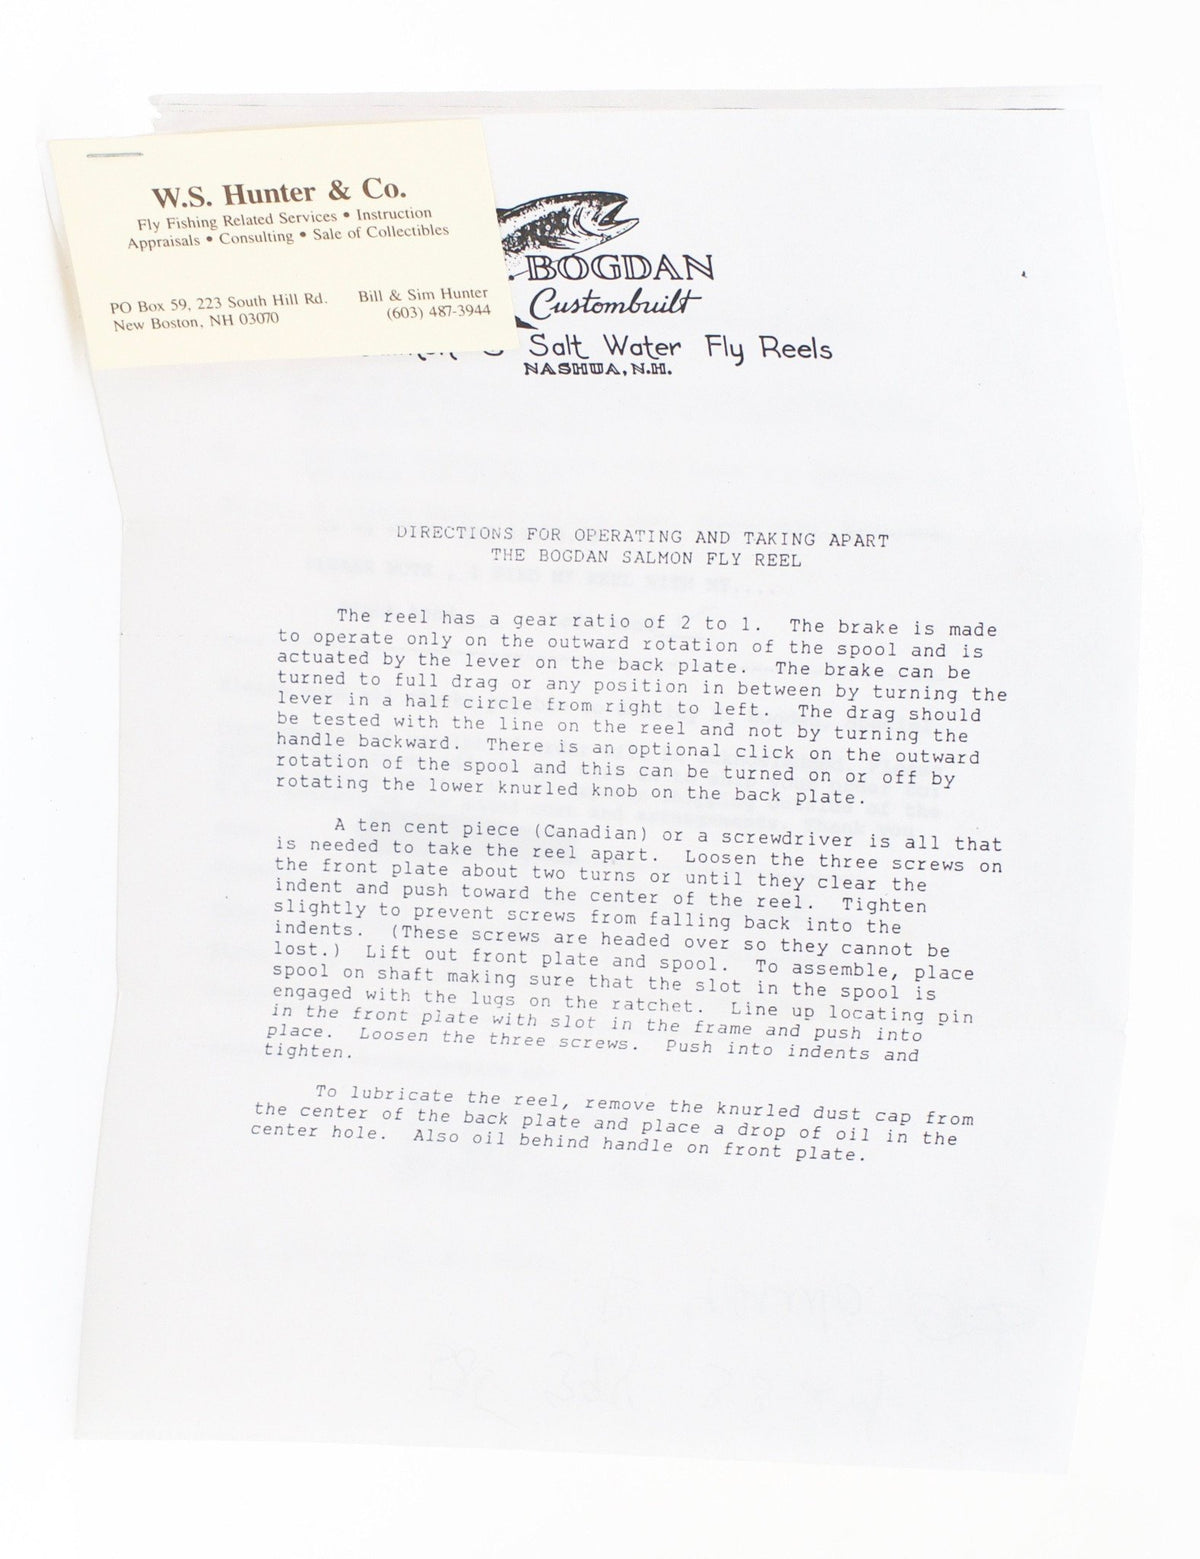 W.S. Hunter & Co.
Fly Fishing Related Services • Instruction
Appraisals • Consulting • Sale of Collectibles
PO Box 59, 223 South Hill Rd.
New Boston, NH 03070
Bill & Sim Hunter
(603) 487-3944
. BOGDAN
Custombuilt
Salt Water Fly Reels
NASHUA, N.H.
DIRECTIONS FOR OPERATING AND TAKING APART
THE BOGDAN SALMON FLY REEL
The reel has a gear ratio of 2 to 1. The brake is made
to operate only on the outward rotation of the spool and is
actuated by the lever on the back plate. The brake can be
turned to full drag or any position in between by turning the
lever in a half circle from right to left. The drag should
be tested with the line on the reel and not by turning the
handle backward. There is an optional click on the outward
rotation of the spool and this can be turned on or off by
rotating the lower knurled knob on the back plate.
A ten cent piece (Canadian) or a screwdriver is all that
is needed to take the reel apart. Loosen the three screws on
the front plate about two turns or until they clear the
indent and push toward the center of the reel. Tighten
slightly to prevent screws from falling back into the
indents. (These screws are headed over so they cannot be
lost.) Lift out front plate and spool. To assemble, place
spool on shaft making sure that the slot in the spool is
engaged with the lugs on the ratchet. Line up locating pin
in the front plate with slot in the frame and push into
place. Loosen the three screws. Push into indents and
tighten.
To lubricate the reel, remove the knurled dust cap from
the center of the back plate and place a drop of oil in the
center hole. Also oil behind handle on front plate.